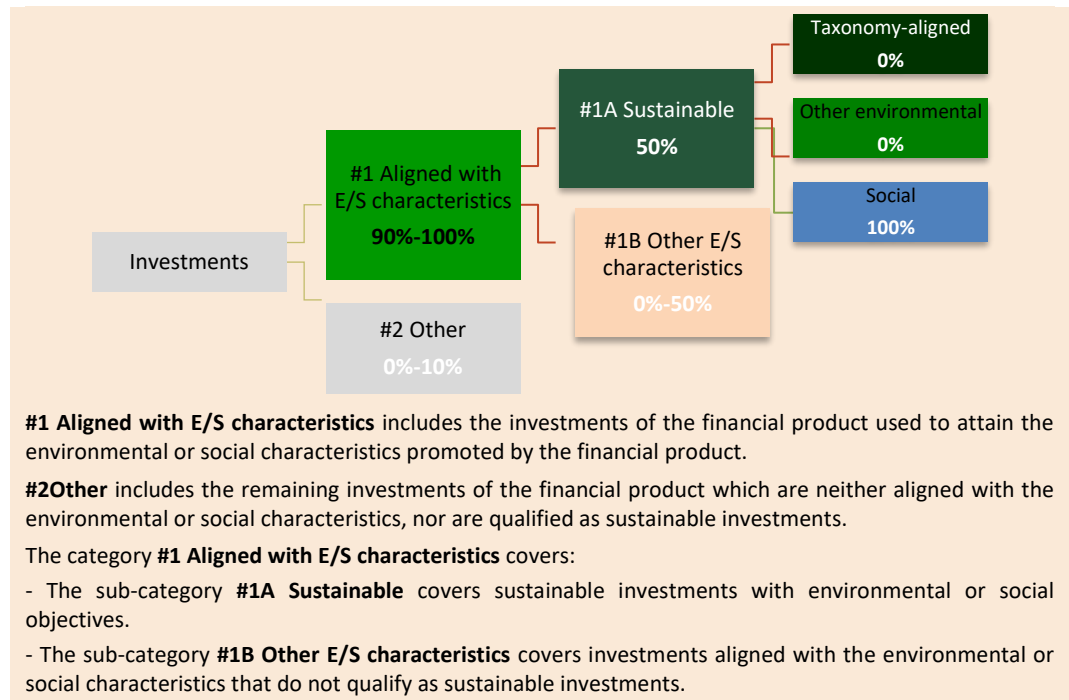 Taxonomy-aligned
0%
#1A Sustainable
50%
Other environmental
0%
#1 Aligned with
E/S characteristics
90%-100%
Social
100%
#1B Other E/S
characteristics
0%-50%
Investments
#2 Other
0%-10%
#1 Aligned with E/S characteristics includes the investments of the financial product used to attain the
environmental or social characteristics promoted by the financial product.
#2Other includes the remaining investments of the financial product which are neither aligned with the
environmental or social characteristics, nor are qualified as sustainable investments.
The category #1 Aligned with E/S characteristics covers:
- The sub-category #1A Sustainable covers sustainable investments with environmental or social
objectives.
- The sub-category #1B Other E/S characteristics covers investments aligned with the environmental or
social characteristics that do not qualify as sustainable investments.